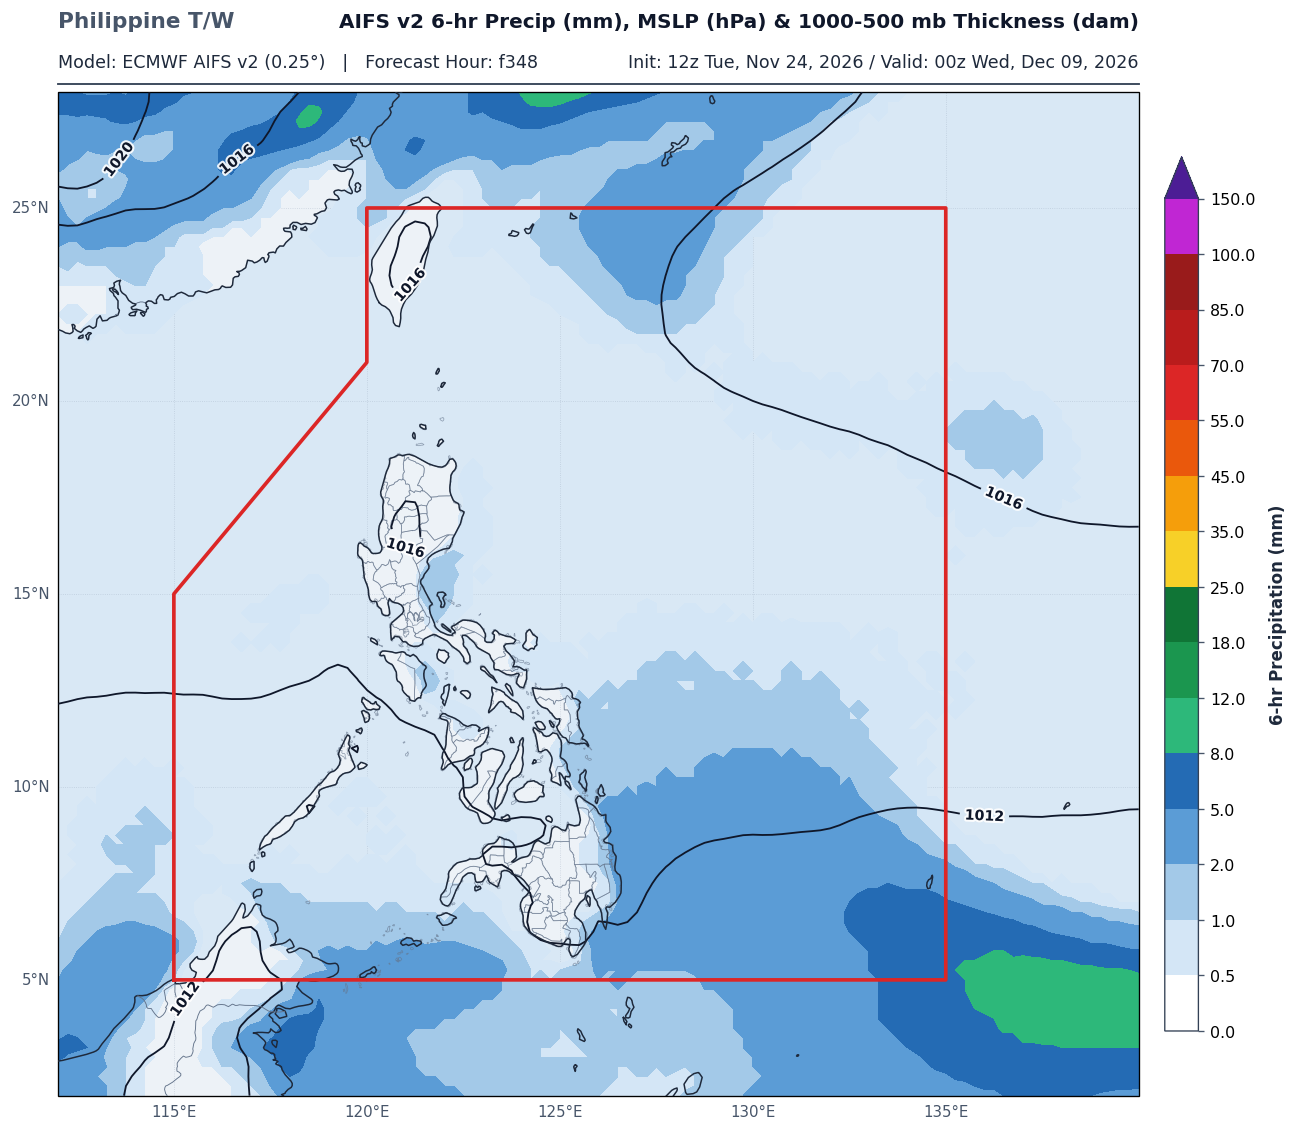 Philippine T/W
AIFS v2 6-hr Precip (mm), MSLP (hPa) & 1000-500 mb Thickness (dam)
Model: ECMWF AIFS v2 (0.25°) | Forecast Hour: f348
Init: 12z Tue, Nov 24, 2026 / Valid: 00z Wed, Dec 09, 2026
1020
1016
25°N
1016
20°N
1016
1016
15°N
10°N
1012
5°N
1012
115°E
120°E
125°E
130°E
135°E
150.0
100.0
85.0
70.0
55.0
45.0
35.0
25.0
18.0
12.0
8.0
5.0
2.0
1.0
0.5
0.0
6-hr Precipitation (mm)